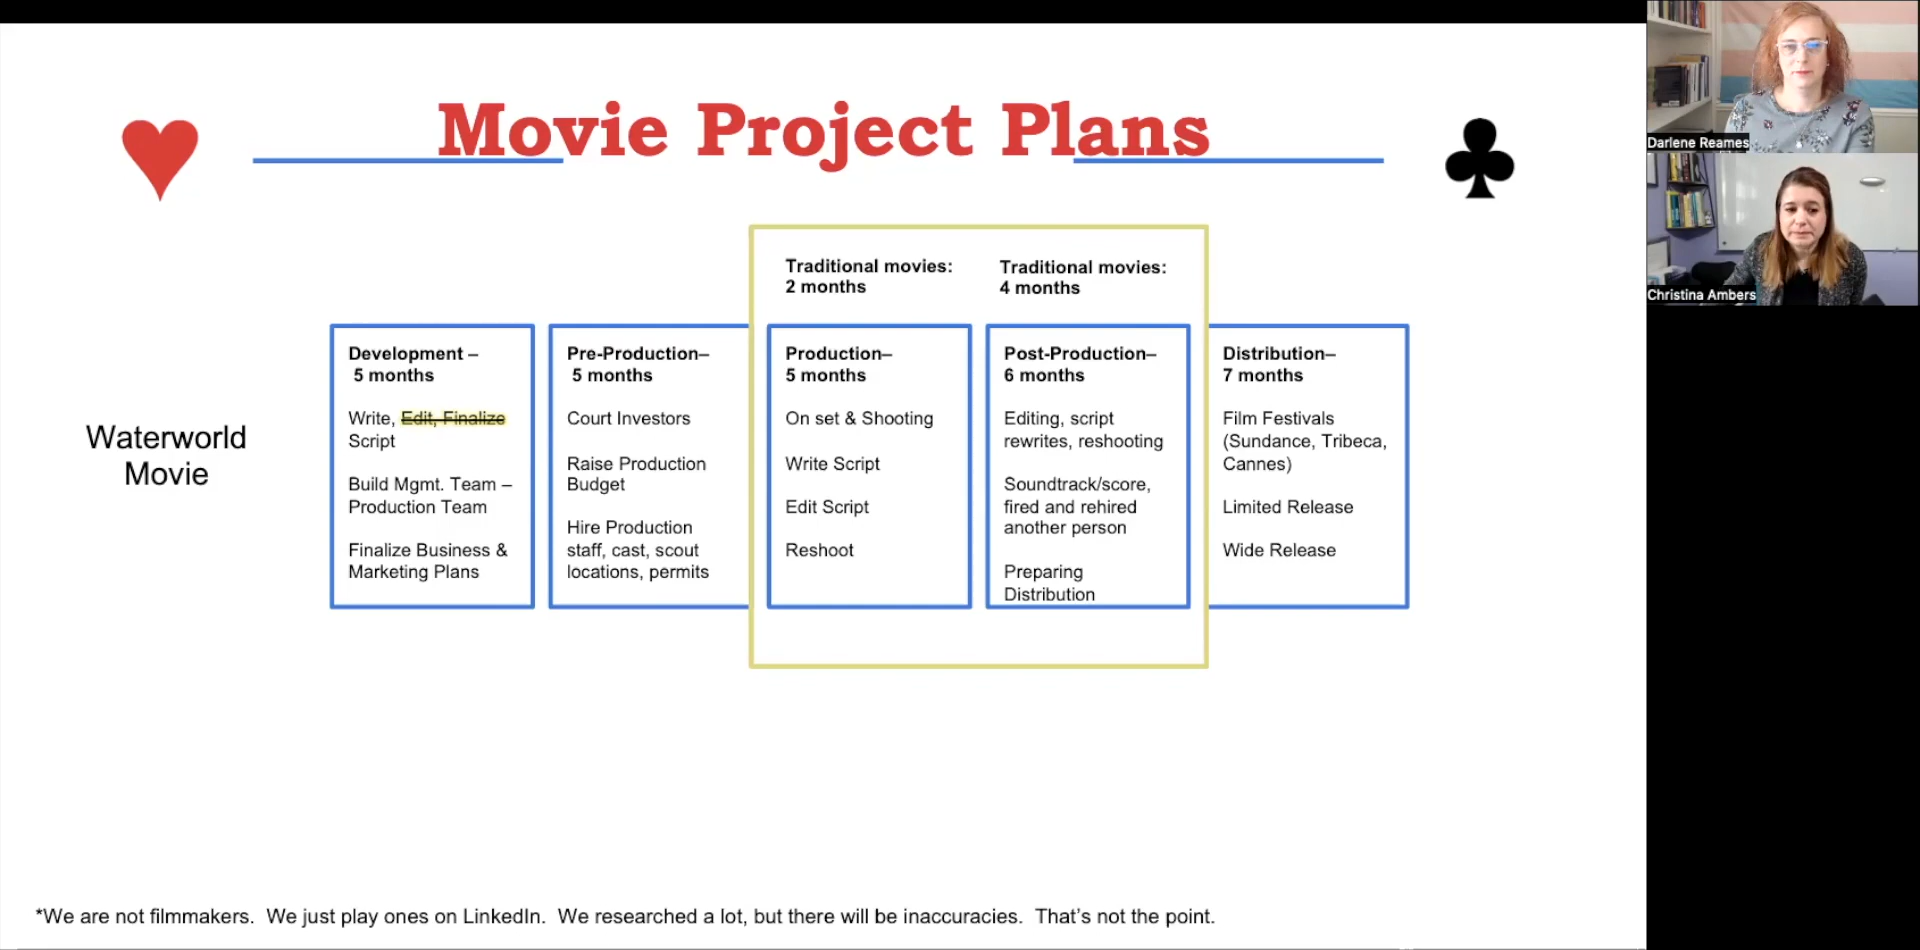 Movie Project Plans
Traditional movies:
2 months
Traditional movies:
4 months
Waterworld
Movie
Development –
5 months
Write, Edit, Finalize
Script
Build Mgmt. Team –
Production Team
Finalize Business &
Marketing Plans
Pre-Production–
5 months
Court Investors
Raise Production
Budget
Hire Production
staff, cast, scout
locations, permits
Production–
5 months
On set & Shooting
Write Script
Edit Script
Reshoot
Post-Production–
6 months
Editing, script
rewrites, reshooting
Soundtrack/score,
fired and rehired
another person
Preparing
Distribution
Distribution–
7 months
Film Festivals
(Sundance, Tribeca,
Cannes)
Limited Release
Wide Release
*We are not filmmakers.  We just play ones on LinkedIn.  We researched a lot, but there will be inaccuracies.  That's not the point.
Darlene Reames
Christina Ambers